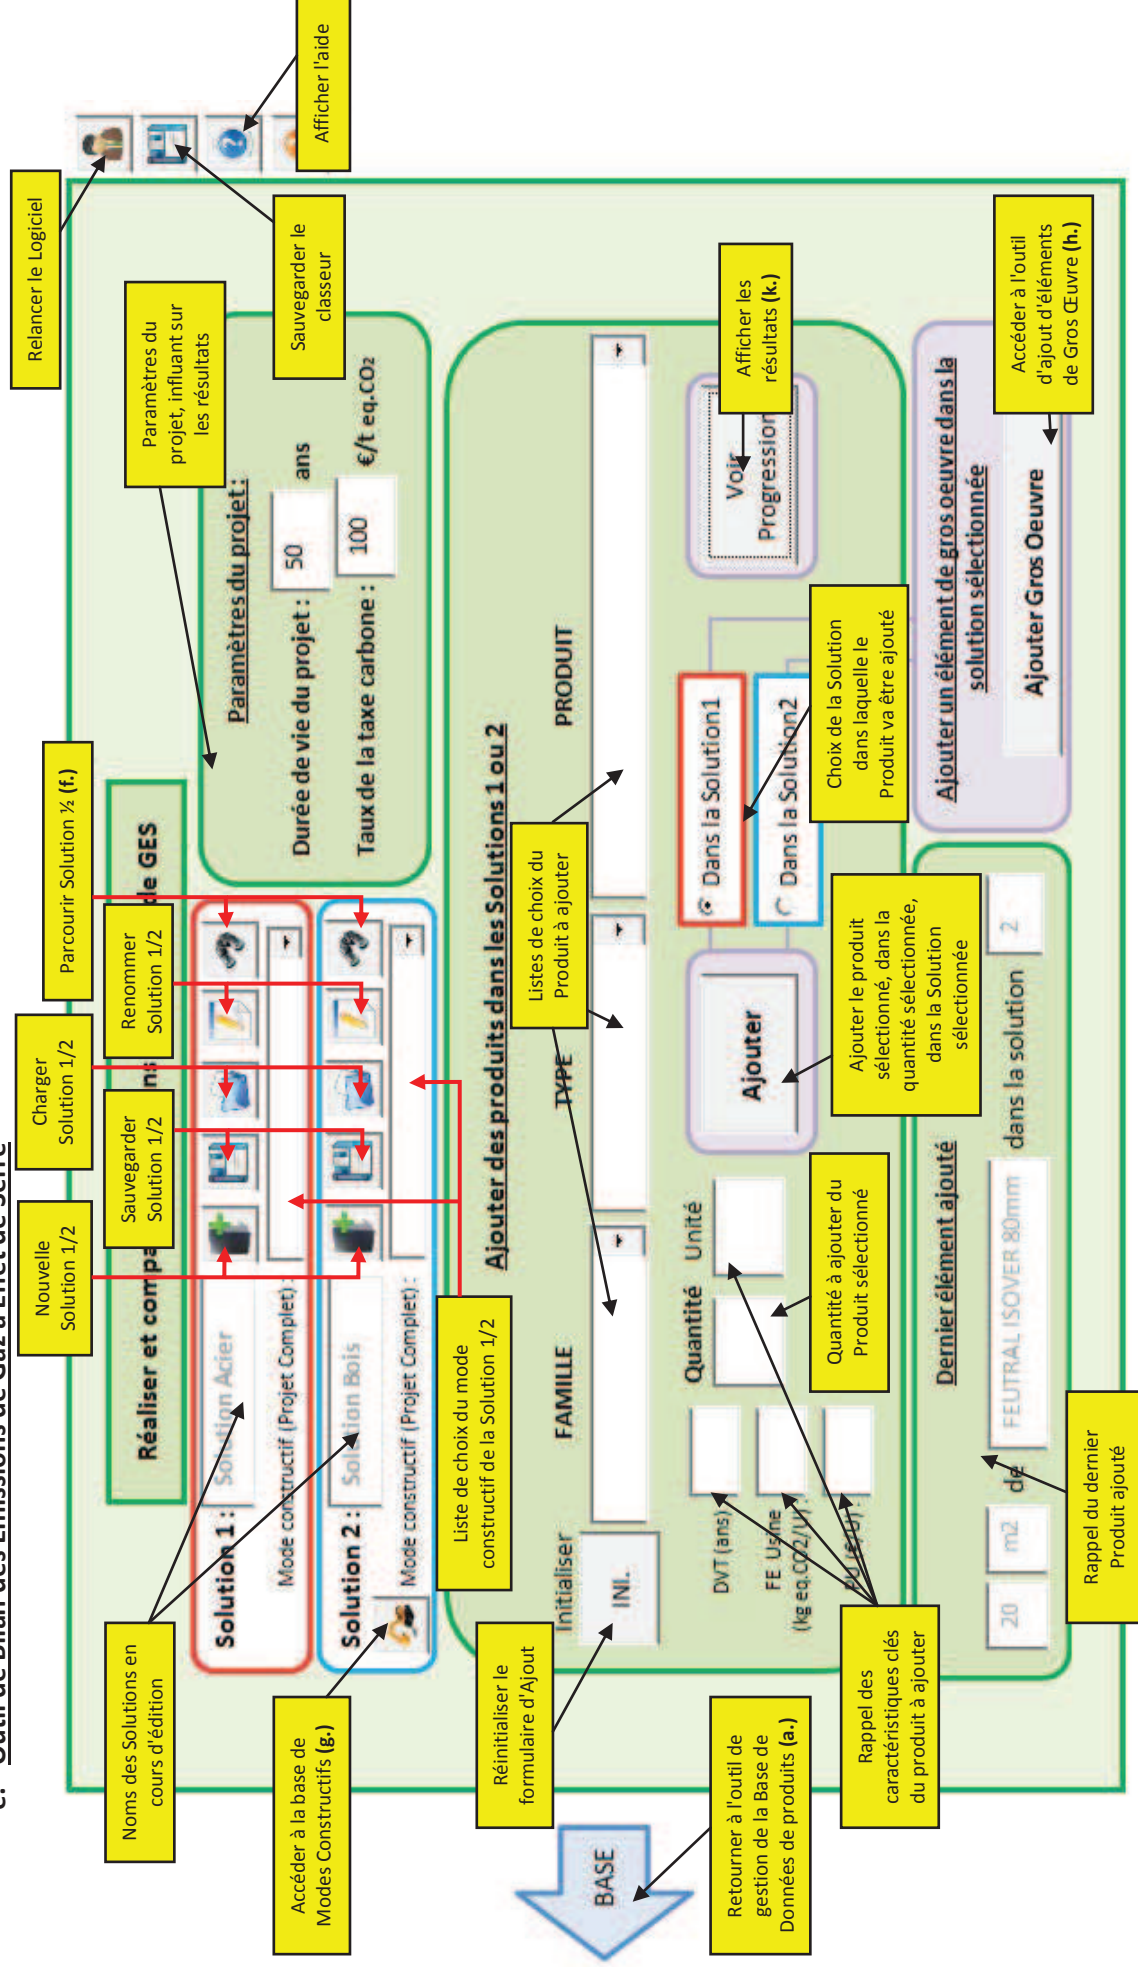 Outil de Bilan des Emissions de Gaz à Effet de Serre
Nouvelle
Solution 1/2
Charger
Solution 1/2
Parcourir Solution ½ (f.)
Sauvegarder
Solution 1/2
Renommer
Solution 1/2
Relancer le Logiciel
Paramètres du
projet, influant sur
les résultats
Sauvegarder le
classeur
Afficher l'aide
Noms des Solutions en
cours d'édition
Réaliser et compa
ns
de GES
Solution 1 :
Solution Acier
Mode constructif (Projet Complet) :
Solution 2 :
Solution Bois
Mode constructif (Projet Complet) :
Paramètres du projet :
Durée de vie du projet :
50
ans
Taux de la taxe carbone :
100
€/t eq.CO2
Accéder à la base de
Modes Constructifs (g.)
Liste de choix du mode
constructif de la Solution 1/2
Ajouter des produits dans les Solutions 1 ou 2
Réinitialiser le
formulaire d'Ajout
Listes de choix du
Produit à ajouter
Initialiser
FAMILLE
TYPE
PRODUIT
INI.
BASE
Retourner à l'outil de
gestion de la Base de
Données de produits (a.)
DVT (ans)
FE Usine
(kg eq.CO2/U) :
PU (€/U) :
Quantité
Unité
Ajouter
Dans la Solution1
Dans la Solution2
Voir
Progression
Afficher les
résultats (k.)
Rappel des
caractéristiques clés
du produit à ajouter
Quantité à ajouter du
Produit sélectionné
Ajouter le produit
sélectionné, dans la
quantité sélectionnée,
dans la Solution
sélectionnée
Choix de la Solution
dans laquelle le
Produit va être ajouté
Dernier élément ajouté
20
m2
de
FEUTRAL ISOVER 80mm
dans la solution
2
Rappel du dernier
Produit ajouté
Ajouter un élément de gros oeuvre dans la
solution sélectionnée
Ajouter Gros Oeuvre
Accéder à l'outil
d'ajout d'éléments
de Gros Œuvre (h.)